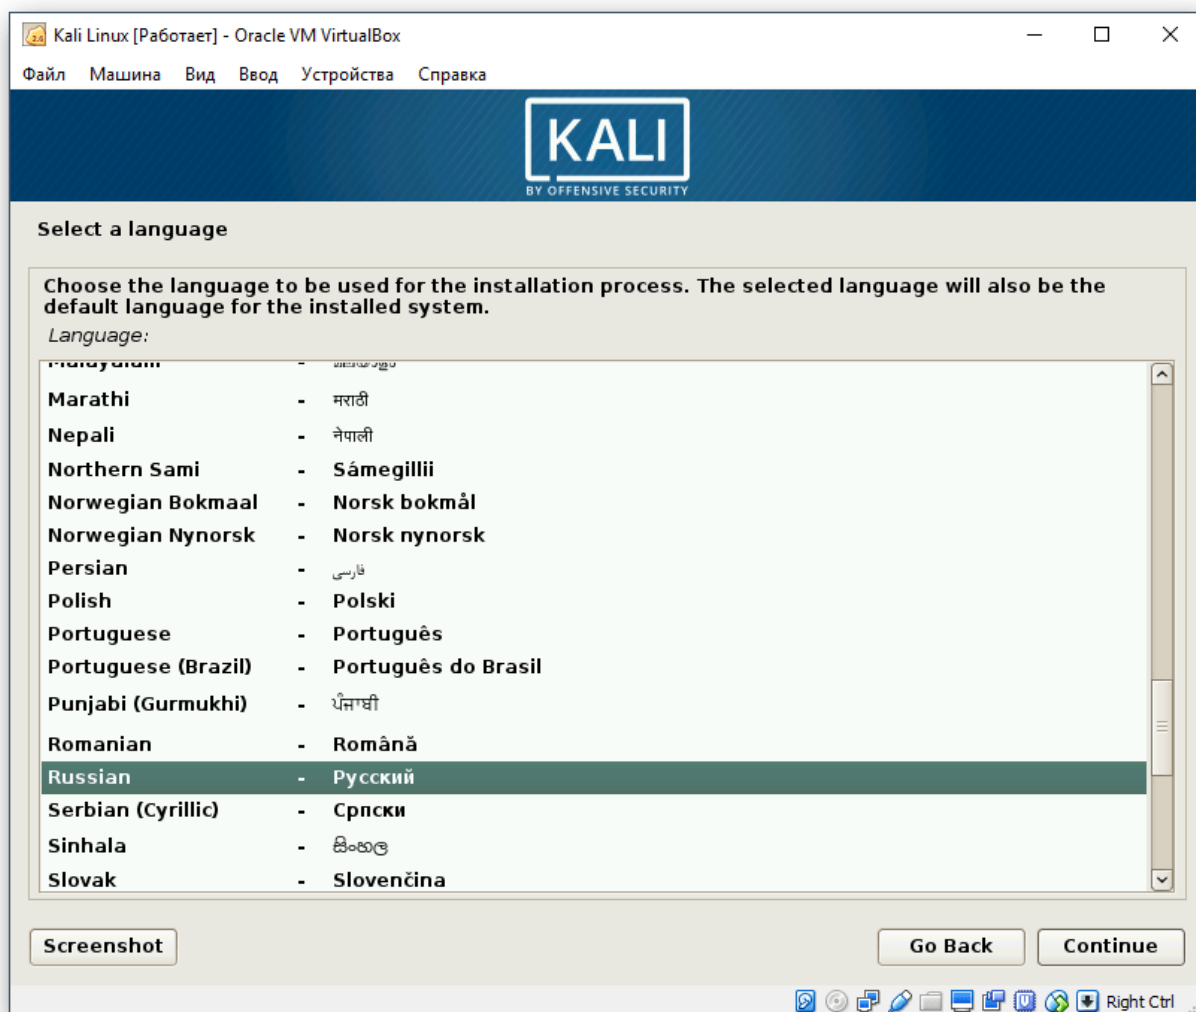 Kali Linux [Работает] - Oracle VM VirtualBox
Файл Машина Вид Ввод Устройства Справка
KALI
BY OFFENSIVE SECURITY
Select a language
Choose the language to be used for the installation process. The selected language will also be the
default language for the installed system.
Language:
Malayalam - മലയാളം
Marathi - मराठी
Nepali - नेपाली
Northern Sami - Sámegillii
Norwegian Bokmaal - Norsk bokmål
Norwegian Nynorsk - Norsk nynorsk
Persian - فارسی
Polish - Polski
Portuguese - Português
Portuguese (Brazil) - Português do Brasil
Punjabi (Gurmukhi) - ਪੰਜਾਬੀ
Romanian - Română
Russian - Русский
Serbian (Cyrillic) - Српски
Sinhala - සිංහල
Slovak - Slovenčina
Screenshot Go Back Continue
Right Ctrl